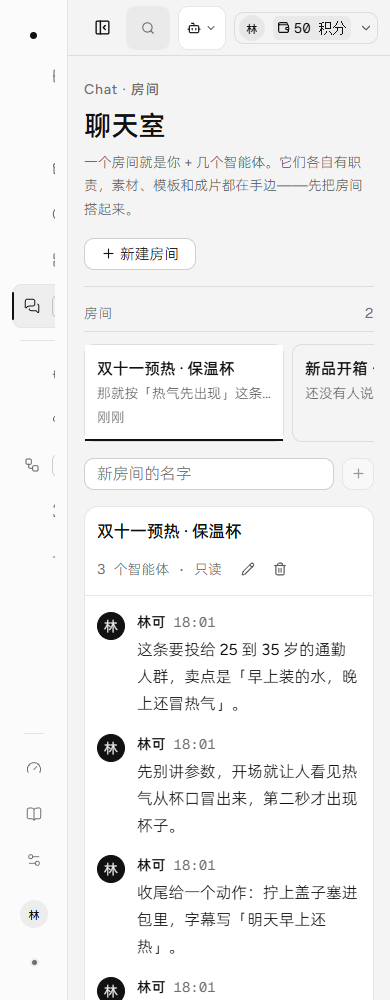 林
50 积分
Chat · 房间
聊天室
一个房间就是你 + 几个智能体。它们各自有职
责，素材、模板和成片都在手边——先把房间
搭起来。
新建房间
房间
2
双十一预热 · 保温杯
那就按「热气先出现」这条…
刚刚
新品开箱 ·
还没有人说
新房间的名字
双十一预热 · 保温杯
3 个智能体 · 只读
林 林可 18:01
这条要投给 25 到 35 岁的通勤
人群，卖点是「早上装的水，晚
上还冒热气」。
林 林可 18:01
先别讲参数，开场就让人看见热
气从杯口冒出来，第二秒才出现
杯子。
林 林可 18:01
收尾给一个动作：拧上盖子塞进
包里，字幕写「明天早上还
热」。
林 林可 18:01
林